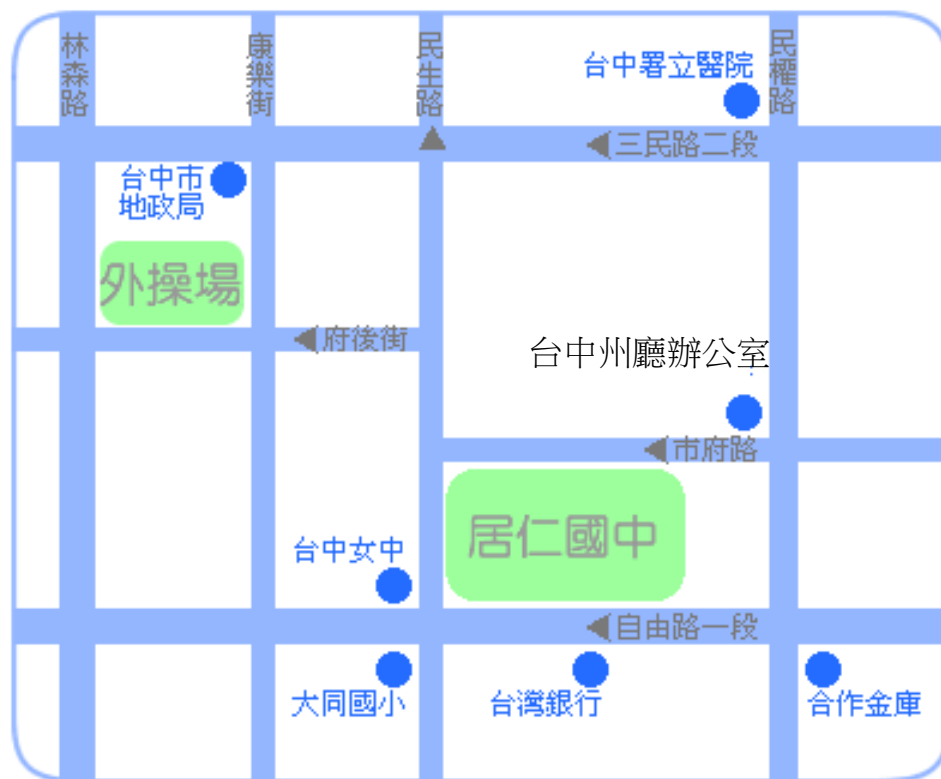 林森路
康樂街
民生路
民權路
台中署立醫院
三民路二段
台中市
地政局
外操場
府後街
台中州廳辦公室
市府路
居仁國中
台中女中
自由路一段
大同國小
台灣銀行
合作金庫